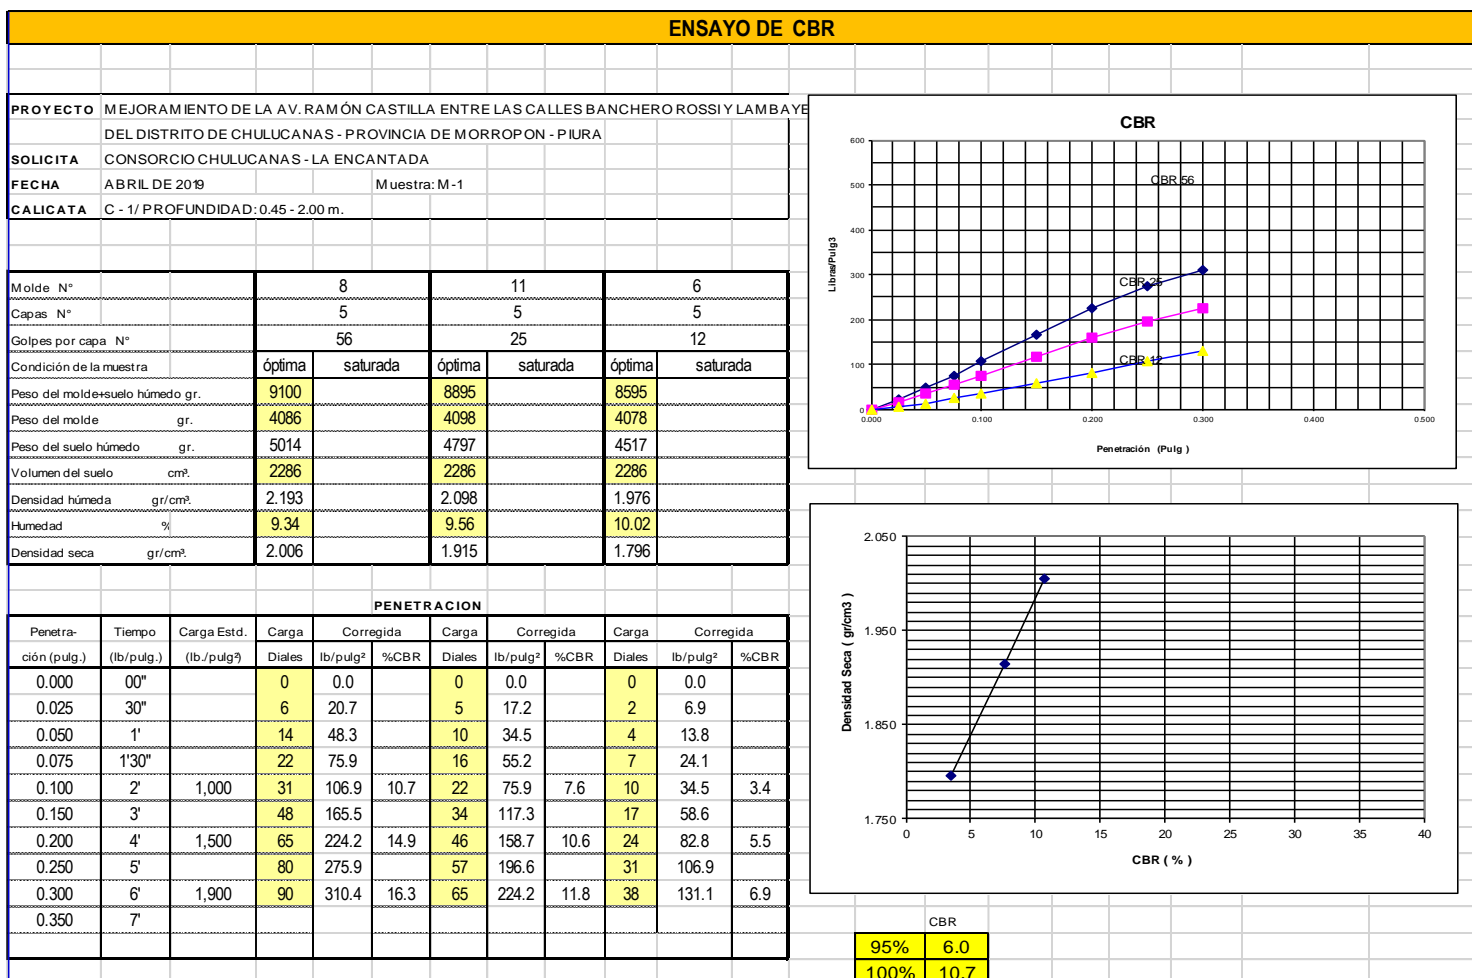 ENSAYO DE CBR
PROYECTO MEJORAMIENTO DE LA AV. RAMÓN CASTILLA ENTRE LAS CALLES BANCHERO ROSSI Y LAMBAYE
DEL DISTRITO DE CHULUCANAS - PROVINCIA DE MORROPON - PIURA
SOLICITA CONSORCIO CHULUCANAS - LA ENCANTADA
FECHA ABRIL DE 2019 Muestra: M-1
CALICATA C - 1/ PROFUNDIDAD: 0.45 - 2.00 m.
Molde N° 8 11 6
Capas N° 5 5 5
Golpes por capa N° 56 25 12
Condición de la muestra óptima saturada óptima saturada óptima saturada
Peso del molde+suelo húmedo gr. 9100 8895 8595
Peso del molde gr. 4086 4098 4078
Peso del suelo húmedo gr. 5014 4797 4517
Volumen del suelo cm³. 2286 2286 2286
Densidad húmeda gr/cm³. 2.193 2.098 1.976
Humedad % 9.34 9.56 10.02
Densidad seca gr/cm³. 2.006 1.915 1.796
PENETRACION
Penetra- Tiempo Carga Estd. Carga Corregida Carga Corregida Carga Corregida
ción (pulg.) (lb/pulg.) (lb./pulg²) Diales lb/pulg² %CBR Diales lb/pulg² %CBR Diales lb/pulg² %CBR
0.000 00" 0 0.0 0 0.0 0 0.0
0.025 30" 6 20.7 5 17.2 2 6.9
0.050 1' 14 48.3 10 34.5 4 13.8
0.075 1'30" 22 75.9 16 55.2 7 24.1
0.100 2' 1,000 31 106.9 10.7 22 75.9 7.6 10 34.5 3.4
0.150 3' 48 165.5 34 117.3 17 58.6
0.200 4' 1,500 65 224.2 14.9 46 158.7 10.6 24 82.8 5.5
0.250 5' 80 275.9 57 196.6 31 106.9
0.300 6' 1,900 90 310.4 16.3 65 224.2 11.8 38 131.1 6.9
0.350 7'
CBR
600
500
400
300
200
100
0
Libras/Pulg3
CBR 56
CBR 25
CBR 12
0.000 0.100 0.200 0.300 0.400 0.500
Penetración (Pulg )
2.050
1.950
1.850
1.750
Densidad Seca ( gr/cm3 )
0 5 10 15 20 25 30 35 40
CBR ( % )
CBR
95% 6.0
100% 10.7